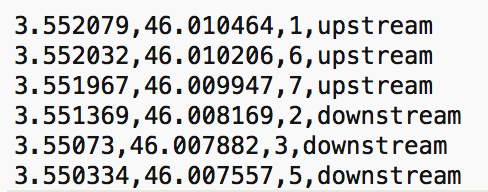 3.552079,46.010464,1,upstream
3.552032,46.010206,6,upstream
3.551967,46.009947,7,upstream
3.551369,46.008169,2,downstream
3.55073,46.007882,3,downstream
3.550334,46.007557,5,downstream